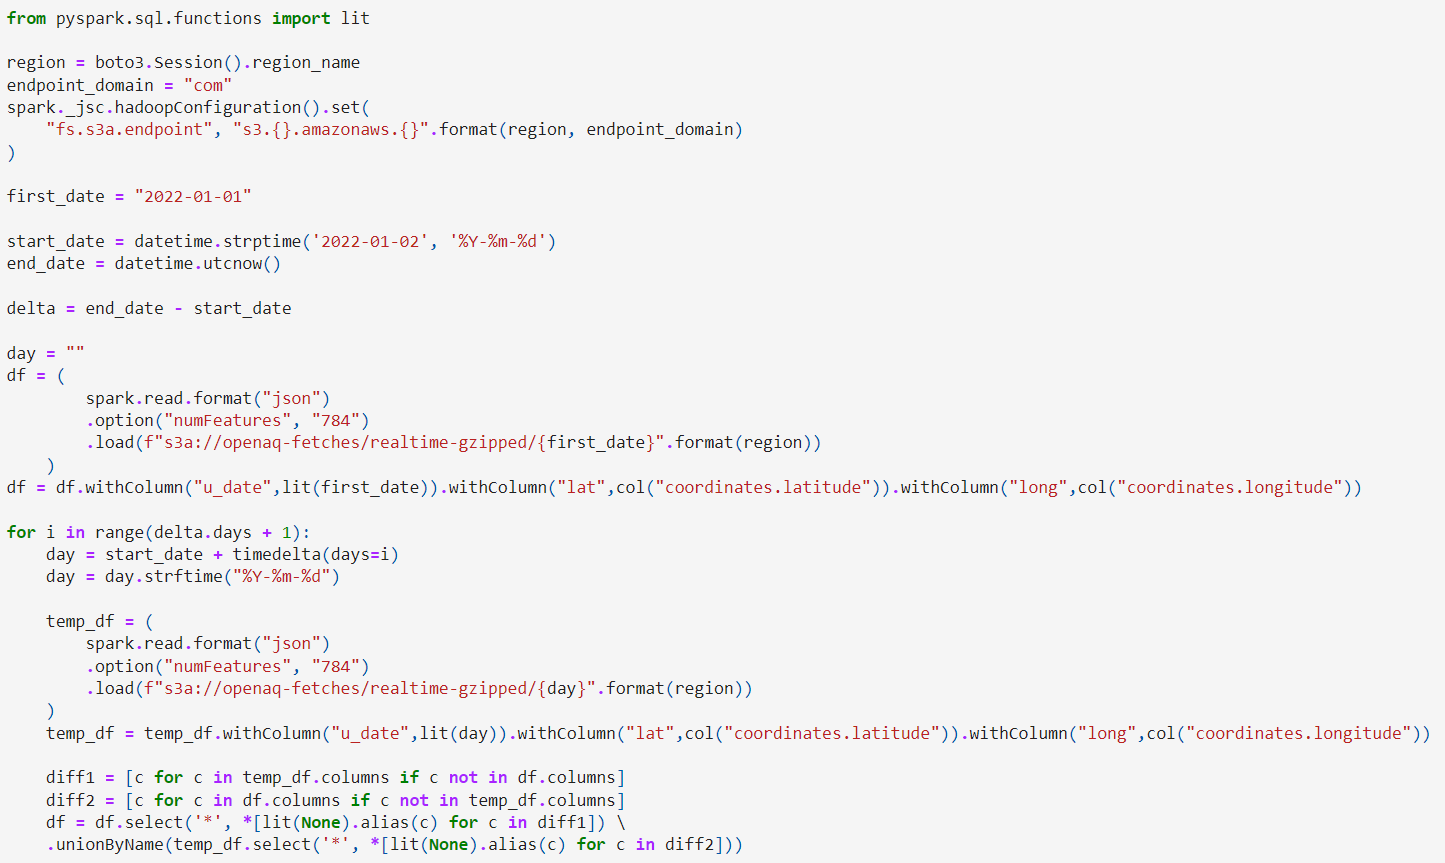 from pyspark.sql.functions import lit

region = boto3.Session().region_name
endpoint_domain = "com"
spark._jsc.hadoopConfiguration().set(
    "fs.s3a.endpoint", "s3.{}.amazonaws.{}".format(region, endpoint_domain)
)

first_date = "2022-01-01"

start_date = datetime.strptime('2022-01-02', '%Y-%m-%d')
end_date = datetime.utcnow()

delta = end_date - start_date

day = ""
df = (
        spark.read.format("json")
        .option("numFeatures", "784")
        .load(f"s3a://openaq-fetches/realtime-gzipped/{first_date}".format(region))
    )
df = df.withColumn("u_date",lit(first_date)).withColumn("lat",col("coordinates.latitude")).withColumn("long",col("coordinates.longitude"))

for i in range(delta.days + 1):
    day = start_date + timedelta(days=i)
    day = day.strftime("%Y-%m-%d")

    temp_df = (
        spark.read.format("json")
        .option("numFeatures", "784")
        .load(f"s3a://openaq-fetches/realtime-gzipped/{day}".format(region))
    )
    temp_df = temp_df.withColumn("u_date",lit(day)).withColumn("lat",col("coordinates.latitude")).withColumn("long",col("coordinates.longitude"))

    diff1 = [c for c in temp_df.columns if c not in df.columns]
    diff2 = [c for c in df.columns if c not in temp_df.columns]
    df = df.select('*', *[lit(None).alias(c) for c in diff1]) \
    .unionByName(temp_df.select('*', *[lit(None).alias(c) for c in diff2]))